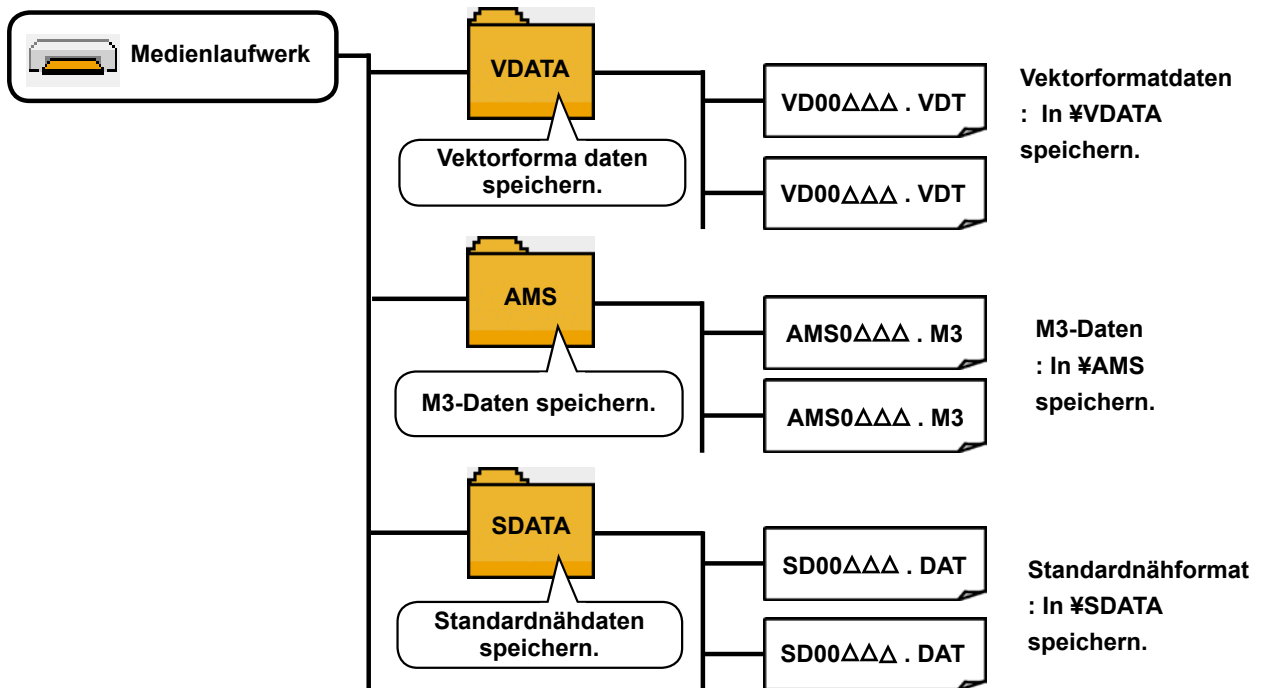 Medienlaufwerk
VDATA
Vektorforma daten
speichern.
VD00△△△ . VDT
VD00△△△ . VDT
Vektorformatdaten
: In ¥VDATA
speichern.
AMS
M3-Daten speichern.
AMS0△△△ . M3
AMS0△△△ . M3
M3-Daten
: In ¥AMS
speichern.
SDATA
Standardnähdaten
speichern.
SD00△△△ . DAT
SD00△△△ . DAT
Standardnähformat
: In ¥SDATA
speichern.